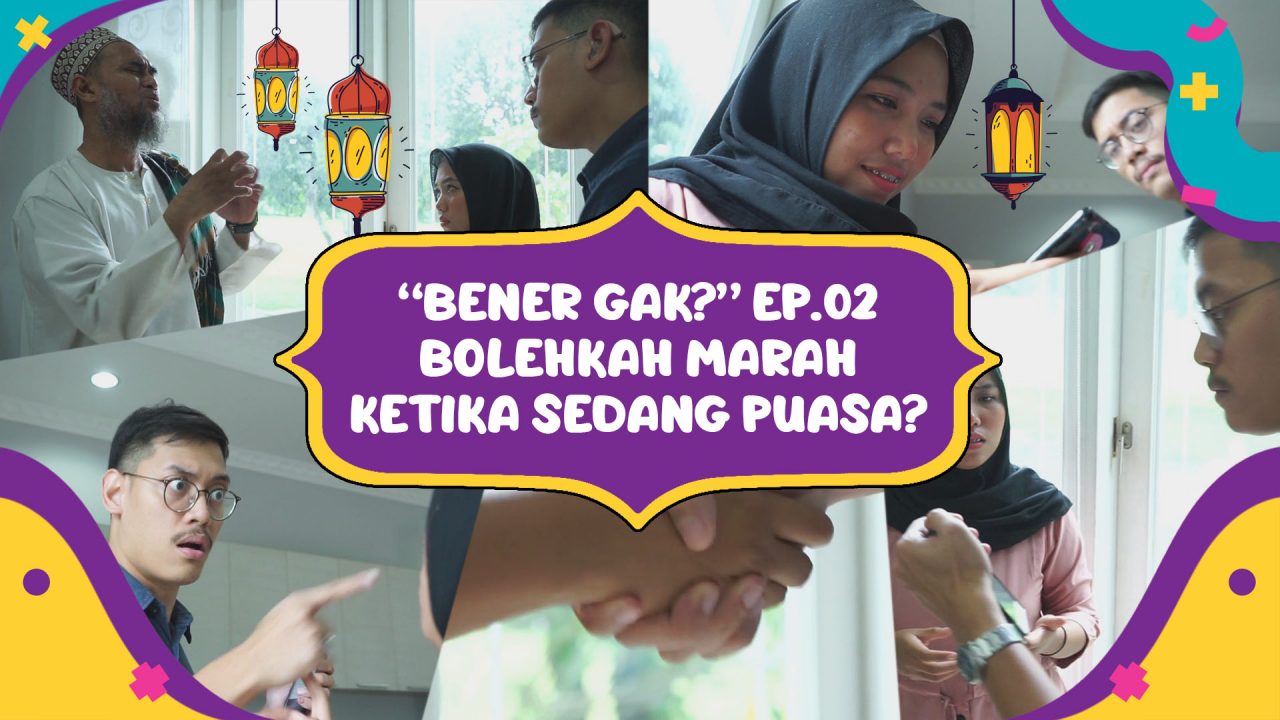 “BENER GAK?” EP.02
BOLEHKAH MARAH
KETIKA SEDANG PUASA?